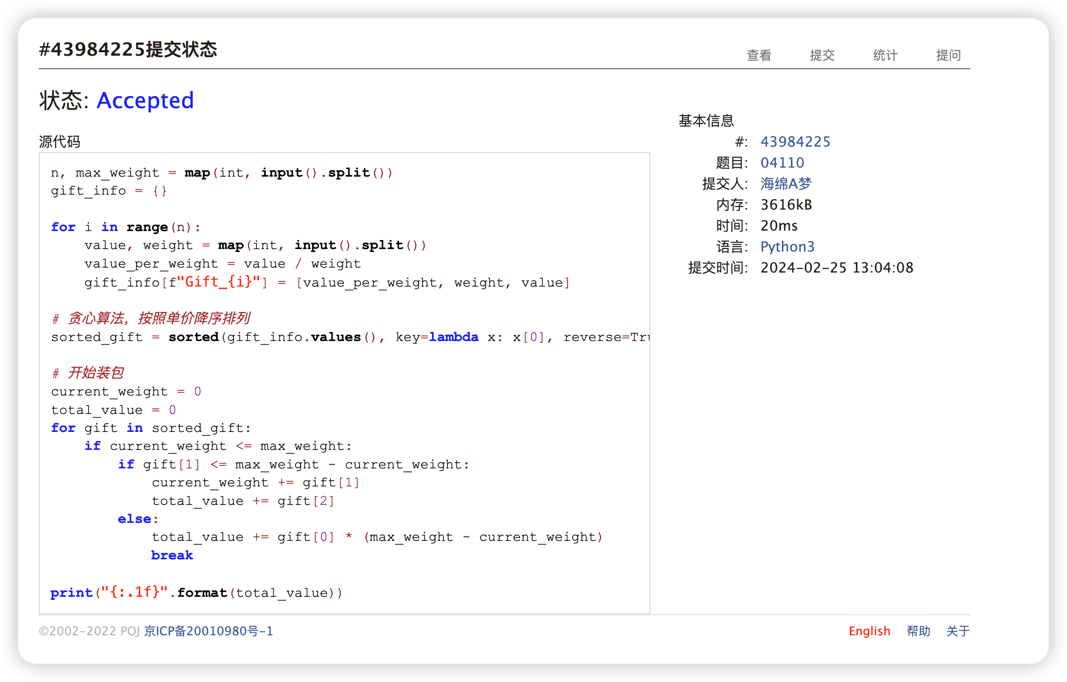 #43984225提交状态
查看 提交 统计 提问
状态: Accepted
源代码
n, max_weight = map(int, input().split())
gift_info = {}
for i in range(n):
    value, weight = map(int, input().split())
    value_per_weight = value / weight
    gift_info[f"Gift_{i}"] = [value_per_weight, weight, value]
# 贪心算法，按照单价降序排列
sorted_gift = sorted(gift_info.values(), key=lambda x: x[0], reverse=Tru
# 开始装包
current_weight = 0
total_value = 0
for gift in sorted_gift:
    if current_weight <= max_weight:
        if gift[1] <= max_weight - current_weight:
            current_weight += gift[1]
            total_value += gift[2]
        else:
            total_value += gift[0] * (max_weight - current_weight)
            break
print("{:.1f}".format(total_value))
基本信息
#: 43984225
题目: 04110
提交人: 海绵A梦
内存: 3616kB
时间: 20ms
语言: Python3
提交时间: 2024-02-25 13:04:08
©2002-2022 POJ 京ICP备20010980号-1
English 帮助 关于